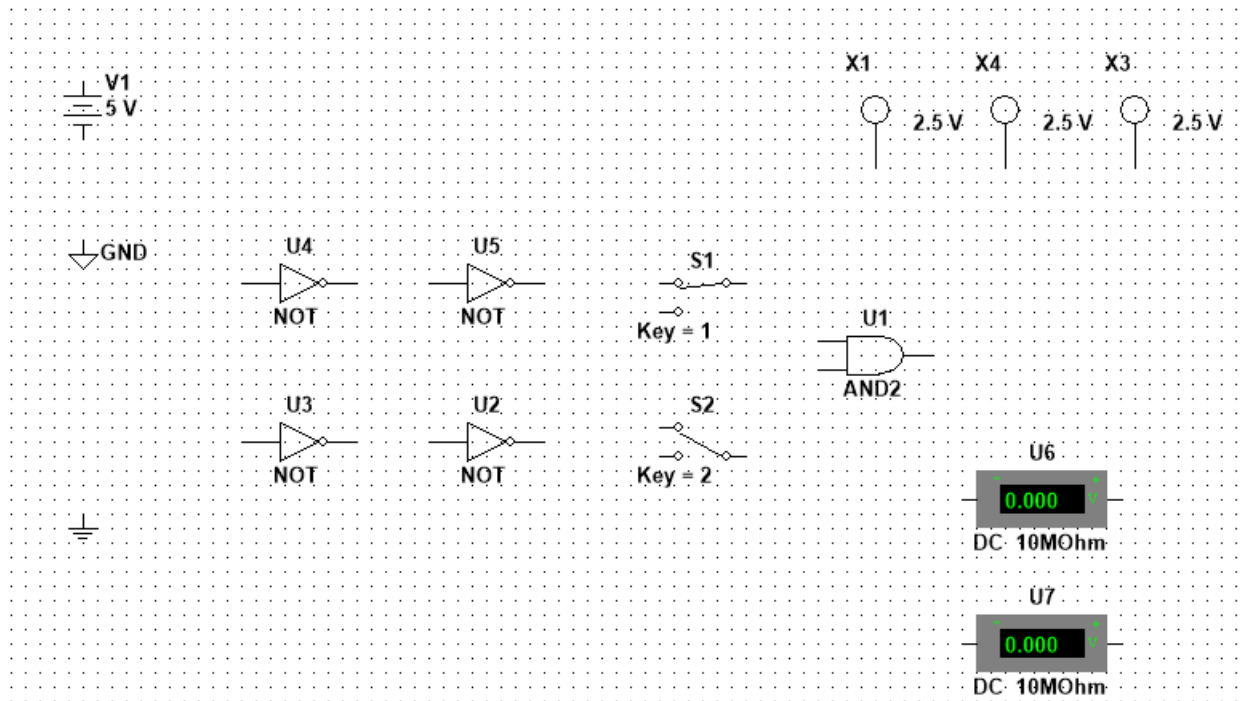 X1
X4
X3
V1
5 V
2.5 V
2.5 V
2.5 V
GND
U4
NOT
U5
NOT
S1
Key = 1
U1
AND2
U3
NOT
U2
NOT
S2
Key = 2
U6
- +
0.000 V
DC 10MOhm
U7
- +
0.000 V
DC 10MOhm